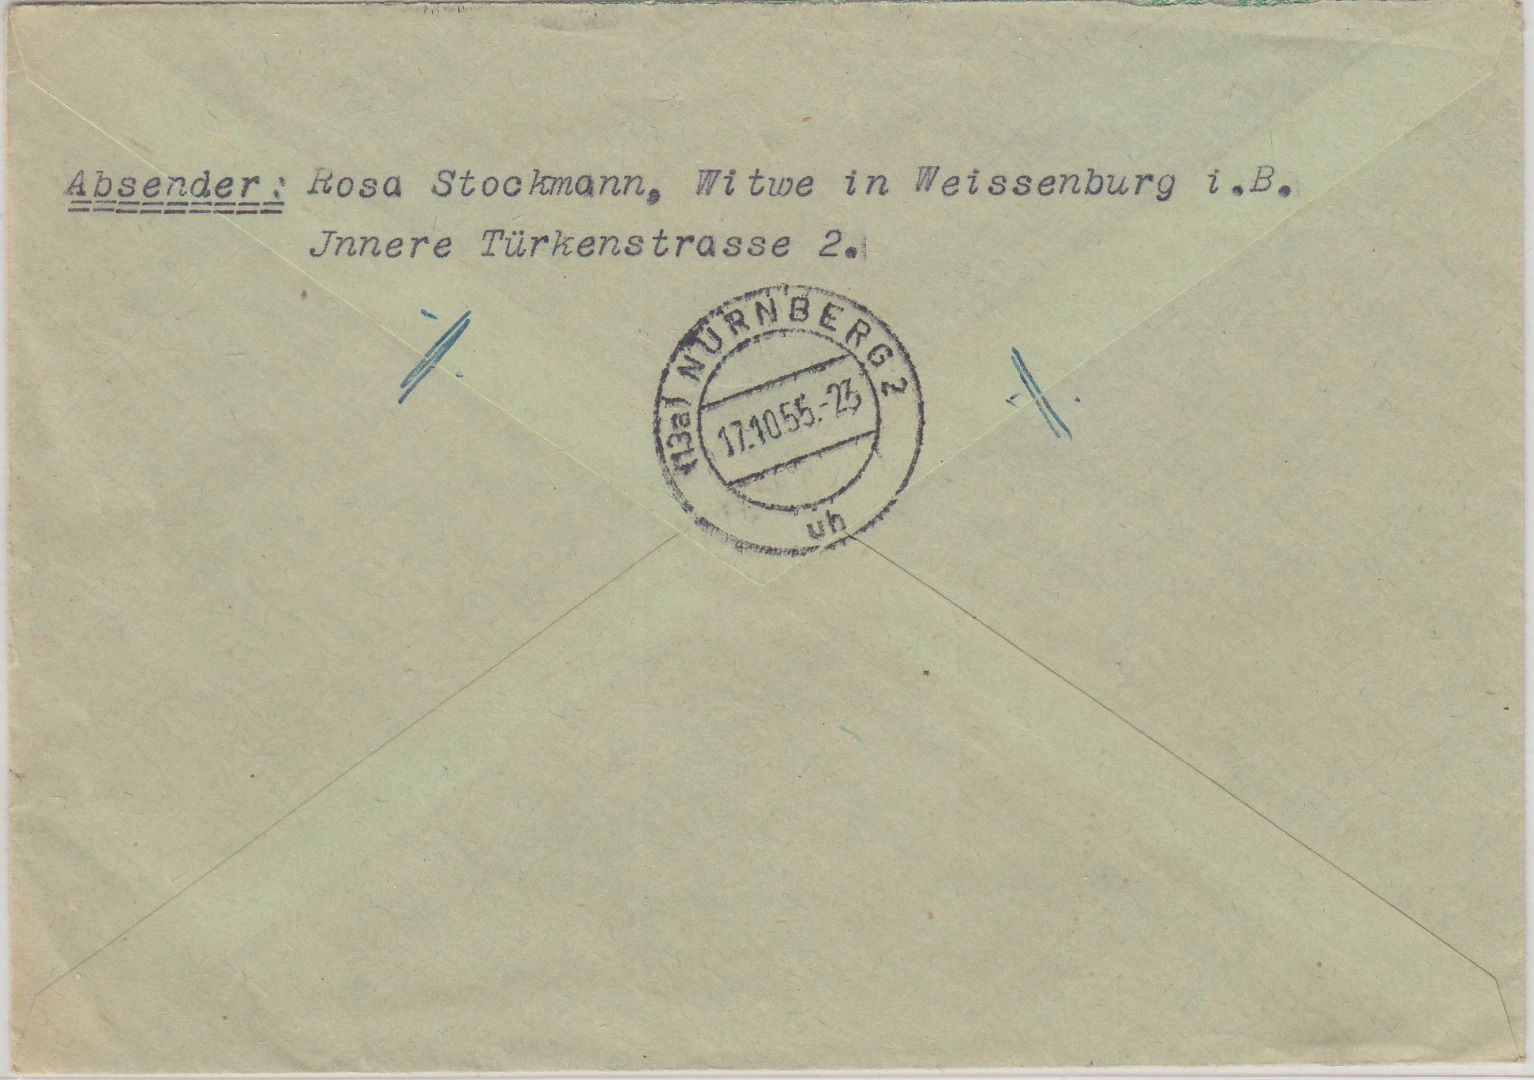 Absender: Rosa Stockmann, Witwe in Weissenburg i.B.
Jnnere Türkenstrasse 2.
(13a) NÜRNBERG 2
17.10.55.-23
uh